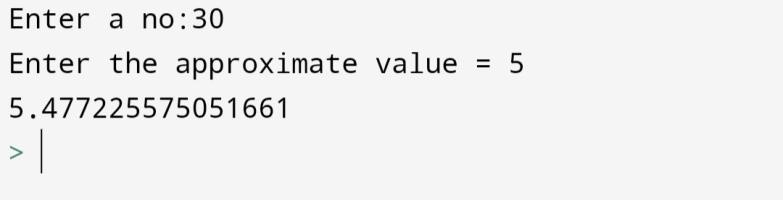 Enter a no:30
Enter the approximate value = 5
5.477225575051661
>